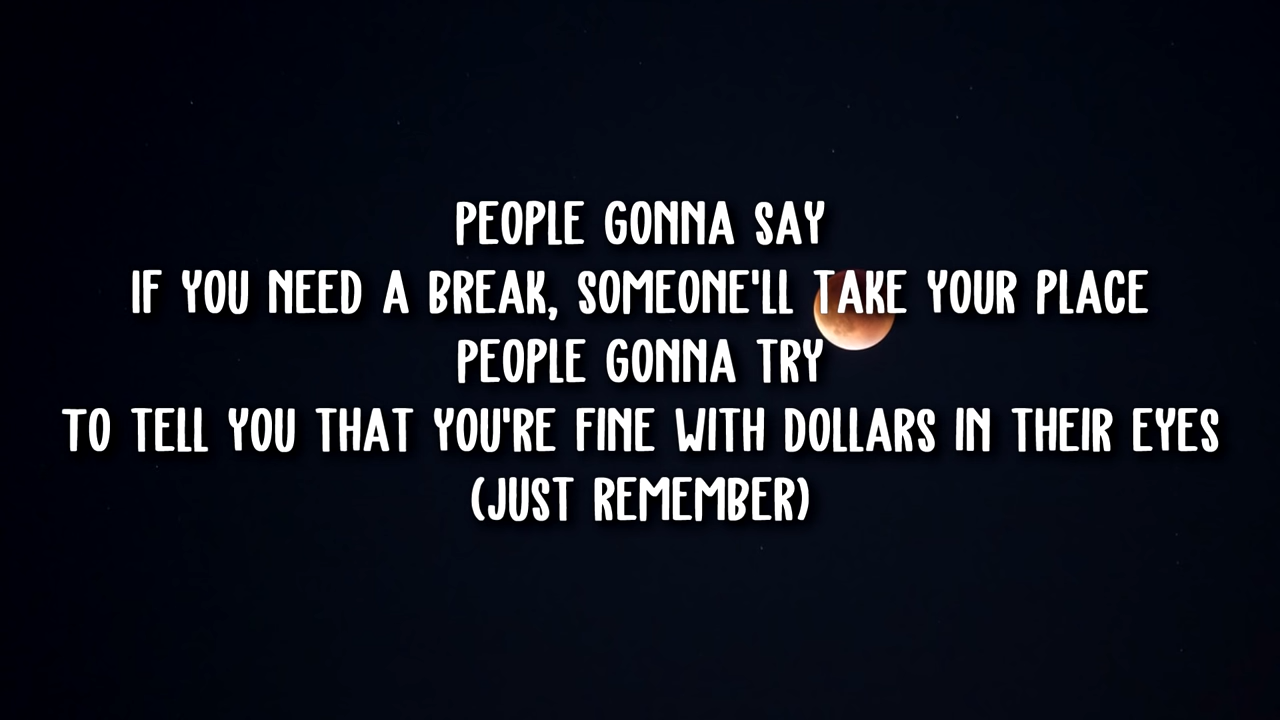 PEOPLE GONNA SAY
IF YOU NEED A BREAK, SOMEONE'LL TAKE YOUR PLACE
PEOPLE GONNA TRY
TO TELL YOU THAT YOU'RE FINE WITH DOLLARS IN THEIR EYES
(JUST REMEMBER)